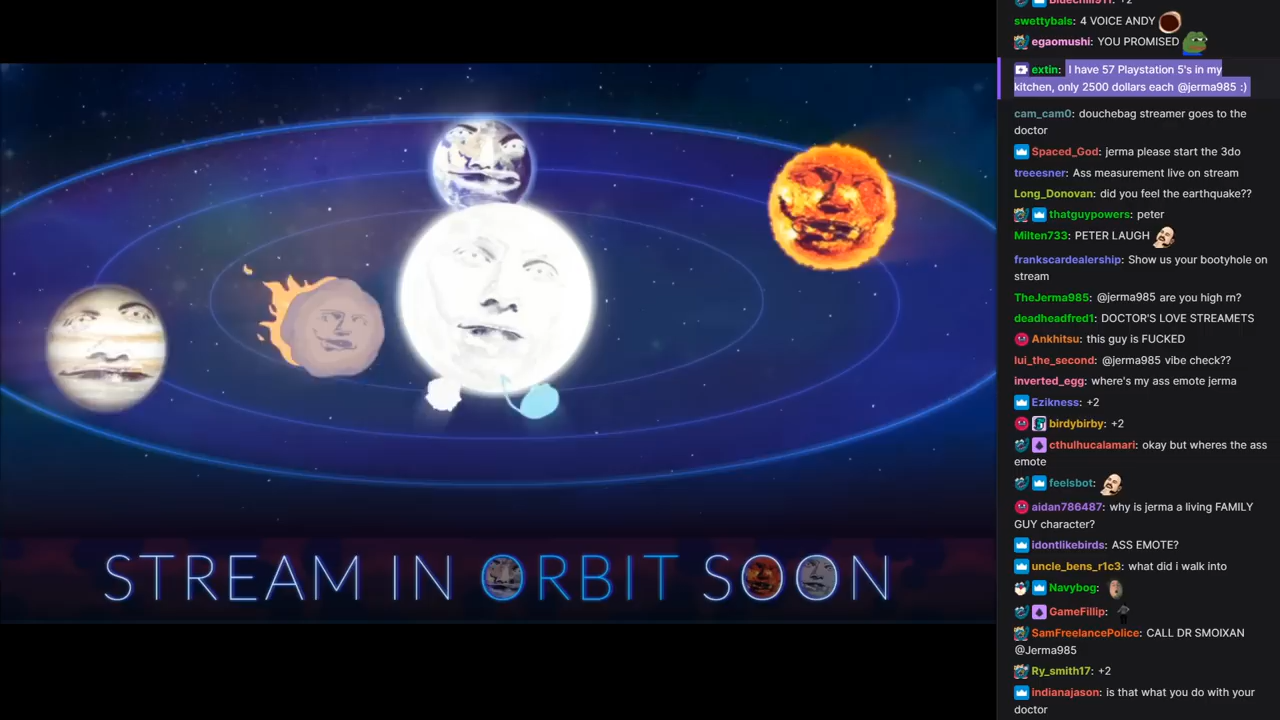 swettybals: 4 VOICE ANDY
egaomushi: YOU PROMISED
extin: I have 57 Playstation 5's in my
kitchen, only 2500 dollars each @jerma985 :)
cam_cam0: douchebag streamer goes to the
doctor
Spaced_God: jerma please start the 3do
treeesner: Ass measurement live on stream
Long_Donovan: did you feel the earthquake??
thatguypowers: peter
Milten733: PETER LAUGH
frankscardealership: Show us your bootyhole on
stream
TheJerma985: @jerma985 are you high rn?
deadheadfred1: DOCTOR'S LOVE STREAMETS
Ankhitsu: this guy is FUCKED
lui_the_second: @jerma985 vibe check??
inverted_egg: where's my ass emote jerma
Ezikness: +2
birdybirby: +2
cthulhucalamari: okay but wheres the ass
emote
feelsbot:
aidan786487: why is jerma a living FAMILY
GUY character?
idontlikebirds: ASS EMOTE?
uncle_bens_r1c3: what did i walk into
Navybog:
GameFillip:
SamFreelancePolice: CALL DR SMOIXAN
@Jerma985
Ry_smith17: +2
indianajason: is that what you do with your
doctor
STREAM IN ORBIT SOON